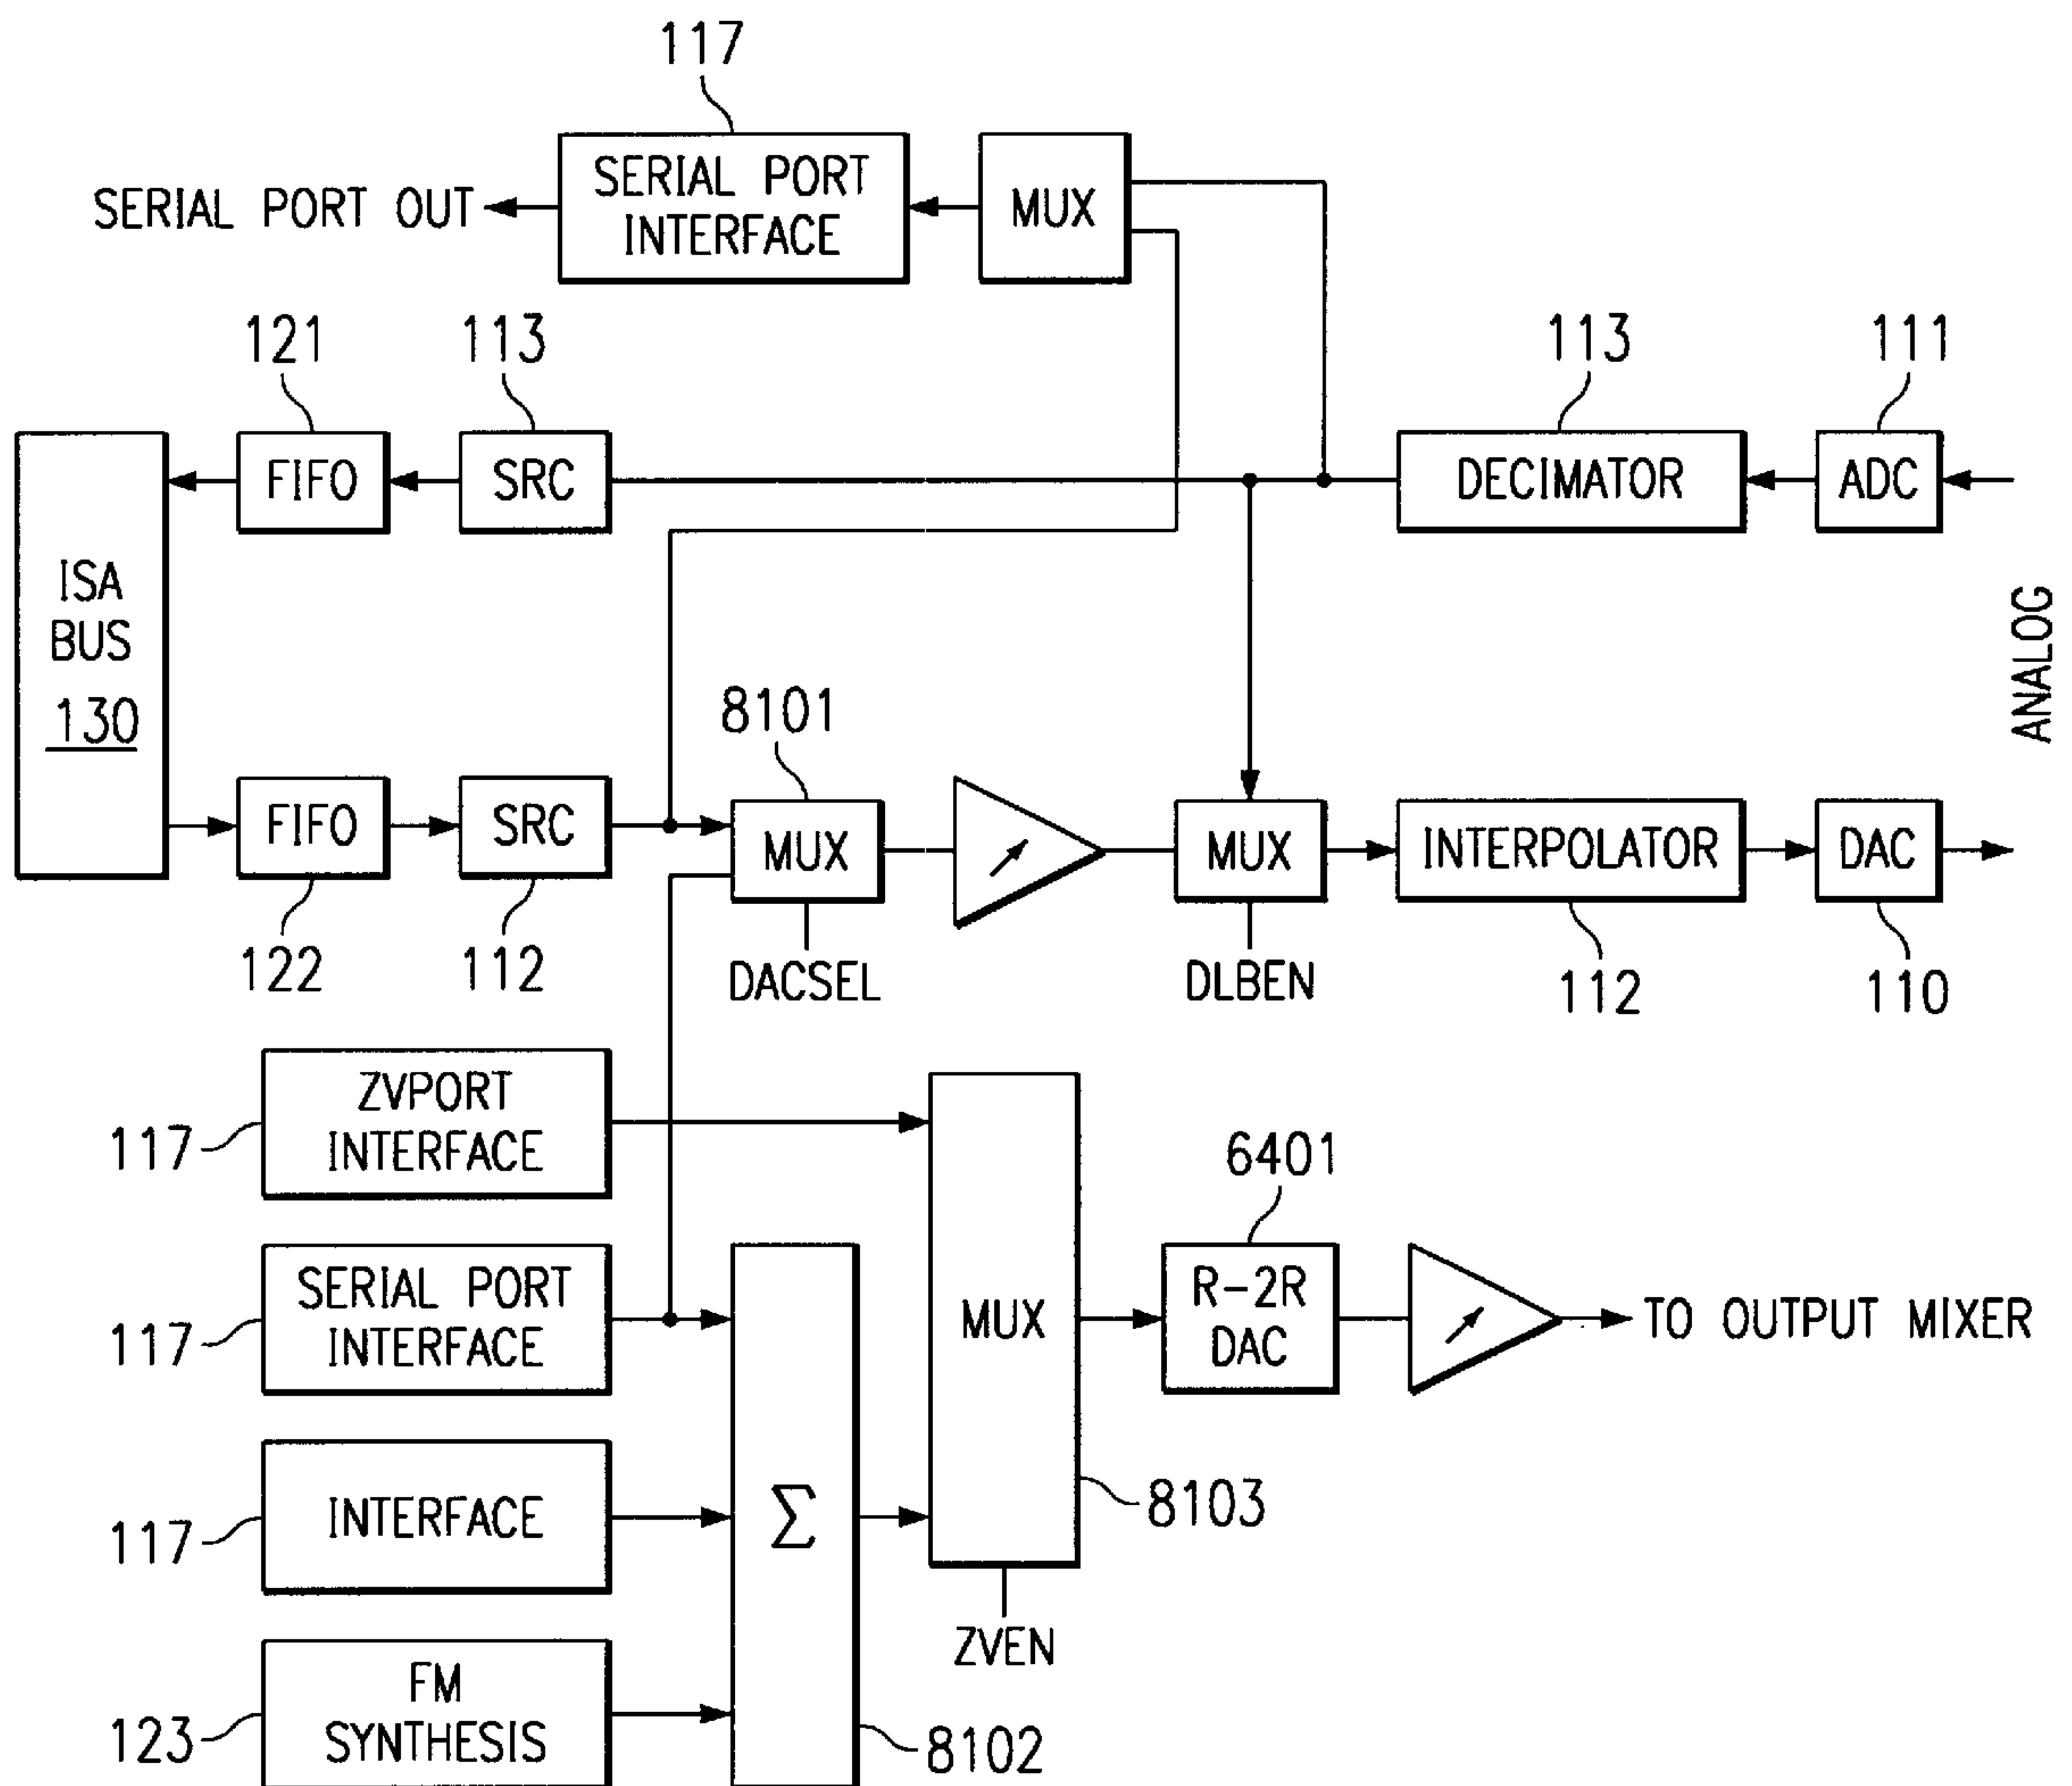 117
SERIAL PORT OUT
SERIAL PORT
INTERFACE
MUX
121
113
113
111
FIFO
SRC
DECIMATOR
ADC
ISA
BUS
130
ANALOG
8101
FIFO
SRC
MUX
MUX
INTERPOLATOR
DAC
122
112
DACSEL
DLBEN
112
110
ZVPORT
INTERFACE
117
6401
SERIAL PORT
INTERFACE
117
MUX
R-2R
DAC
TO OUTPUT MIXER
INTERFACE
117
Σ
8103
ZVEN
FM
SYNTHESIS
123
8102